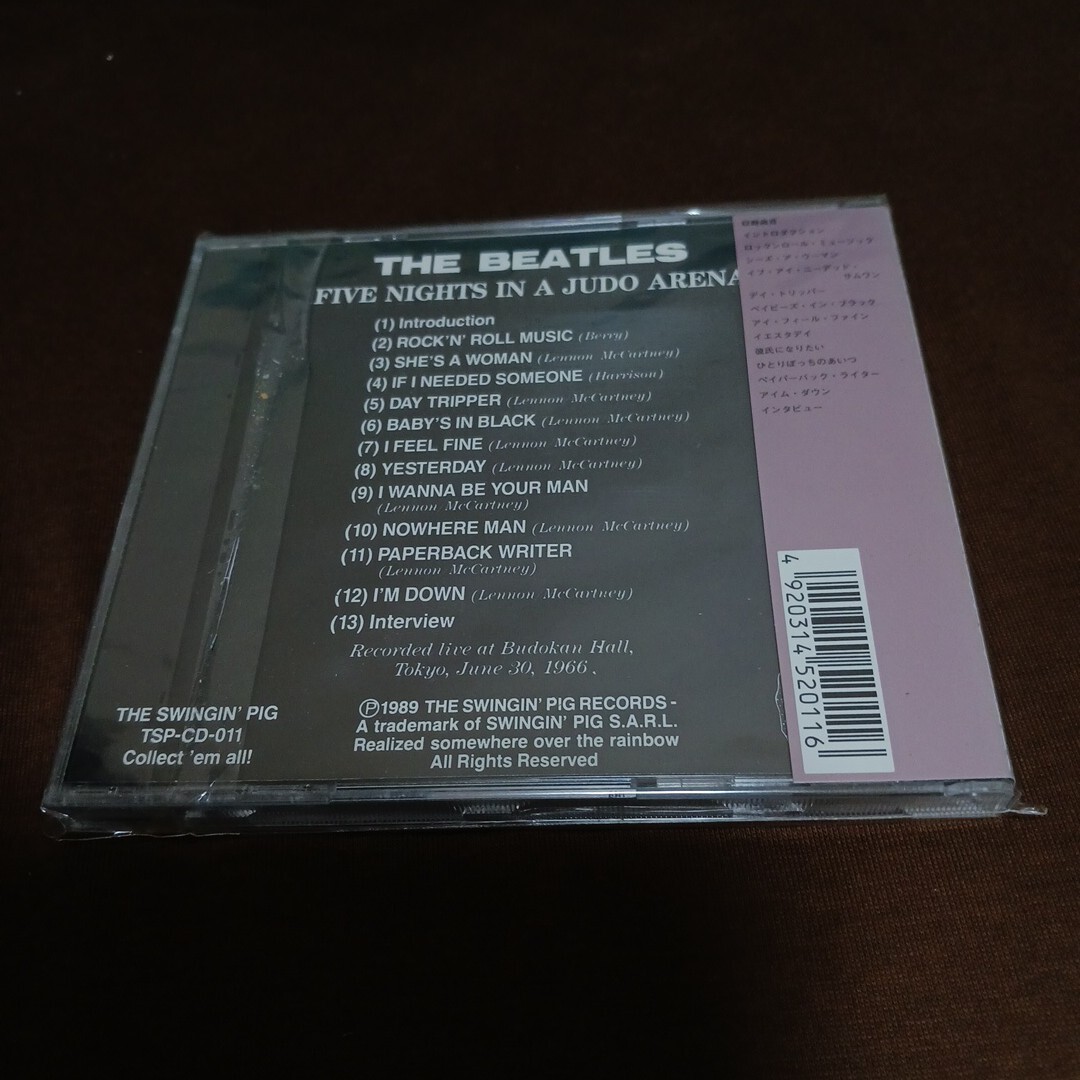 THE BEATLES
FIVE NIGHTS IN A JUDO ARENA
(1) Introduction
(2) ROCK'N' ROLL MUSIC (Berry)
(3) SHE'S A WOMAN (Lennon McCartney)
(4) IF I NEEDED SOMEONE (Harrison)
(5) DAY TRIPPER (Lennon McCartney)
(6) BABY'S IN BLACK (Lennon McCartney)
(7) I FEEL FINE (Lennon McCartney)
(8) YESTERDAY (Lennon McCartney)
(9) I WANNA BE YOUR MAN
(Lennon McCartney)
(10) NOWHERE MAN (Lennon McCartney)
(11) PAPERBACK WRITER
(Lennon McCartney)
(12) I'M DOWN (Lennon McCartney)
(13) Interview
Recorded live at Budokan Hall,
Tokyo, June 30, 1966.
Ⓟ1989 THE SWINGIN' PIG RECORDS -
A trademark of SWINGIN' PIG S.A.R.L.
Realized somewhere over the rainbow
All Rights Reserved
THE SWINGIN' PIG
TSP-CD-011
Collect 'em all!
イントロダクション
ロックンロール・ミュージック
シーズ・ア・ウーマン
イフ・アイ・ニーデッド・
サムワン
デイ・トリッパー
ベイビーズ・イン・ブラック
アイ・フィール・ファイン
イエスタデイ
彼氏になりたい
ひとりぼっちのあいつ
ペイパーバック・ライター
アイム・ダウン
インタビュー
4 920314 520116